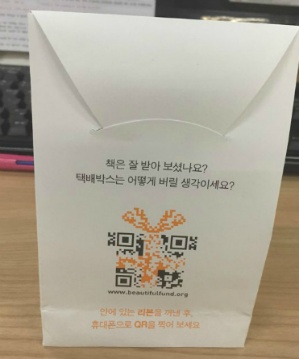 책은 잘 받아 보셨나요?
택배박스는 어떻게 버릴 생각이세요?
www.beautifulfund.org
안에 있는 리본을 꺼낸 후,
휴대폰으로 QR을 찍어 보세요